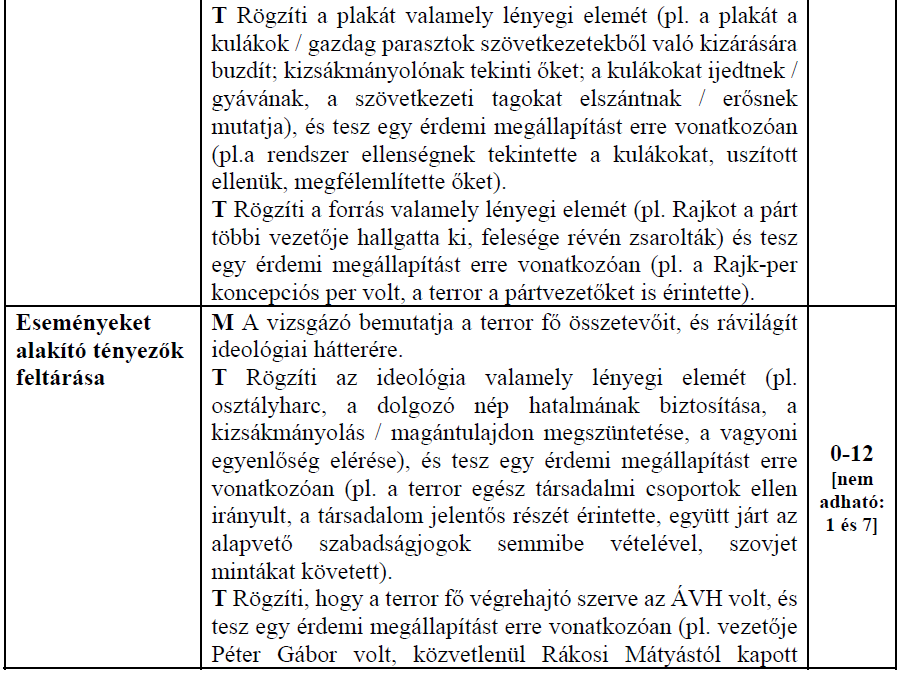 T Rögzíti a plakát valamely lényegi elemét (pl. a plakát a
kulákok / gazdag parasztok szövetkezetekből való kizárására
buzdít; kizsákmányolónak tekinti őket; a kulákokat ijedtnek /
gyávának, a szövetkezeti tagokat elszántnak / erősnek
mutatja), és tesz egy érdemi megállapítást erre vonatkozóan
(pl.a rendszer ellenségnek tekintette a kulákokat, uszított
ellenük, megfélemlítette őket).
T Rögzíti a forrás valamely lényegi elemét (pl. Rajkot a párt
többi vezetője hallgatta ki, felesége révén zsarolták) és tesz
egy érdemi megállapítást erre vonatkozóan (pl. a Rajk-per
koncepciós per volt, a terror a pártvezetőket is érintette).
Eseményeket
alakító tényezők
feltárása
M A vizsgázó bemutatja a terror fő összetevőit, és rávilágít
ideológiai hátterére.
T Rögzíti az ideológia valamely lényegi elemét (pl.
osztályharc, a dolgozó nép hatalmának biztosítása, a
kizsákmányolás / magántulajdon megszüntetése, a vagyoni
egyenlőség elérése), és tesz egy érdemi megállapítást erre
vonatkozóan (pl. a terror egész társadalmi csoportok ellen
irányult, a társadalom jelentős részét érintette, együtt járt az
alapvető szabadságjogok semmibe vételével, szovjet
mintákat követett).
T Rögzíti, hogy a terror fő végrehajtó szerve az ÁVH volt, és
tesz egy érdemi megállapítást erre vonatkozóan (pl. vezetője
Péter Gábor volt, közvetlenül Rákosi Mátyástól kapott
0-12
[nem
adható:
1 és 7]